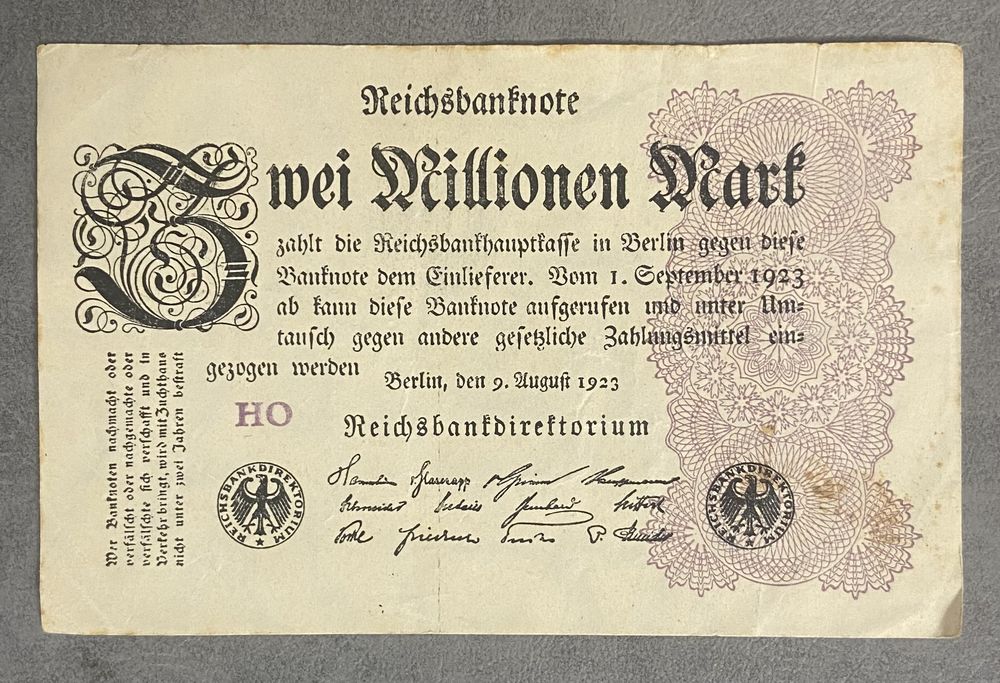 Reichsbanknote
Zwei Millionen Mark
zahlt die Reichsbankhauptkasse in Berlin gegen diese
Banknote dem Einlieferer. Vom 1. September 1923
ab kann diese Banknote aufgerufen und unter Um=
tausch gegen andere gesetzliche Zahlungsmittel ein=
gezogen werden
Berlin, den 9. August 1923
HO
Reichsbankdirektorium
Wer Banknoten nachmacht oder
verfälscht oder nachgemachte oder
verfälschte sich verschafft und in
Verkehr bringt, wird mit Zuchthaus
nicht unter zwei Jahren bestraft
REICHSBANKDIREKTORIUM
REICHSBANKDIREKTORIUM